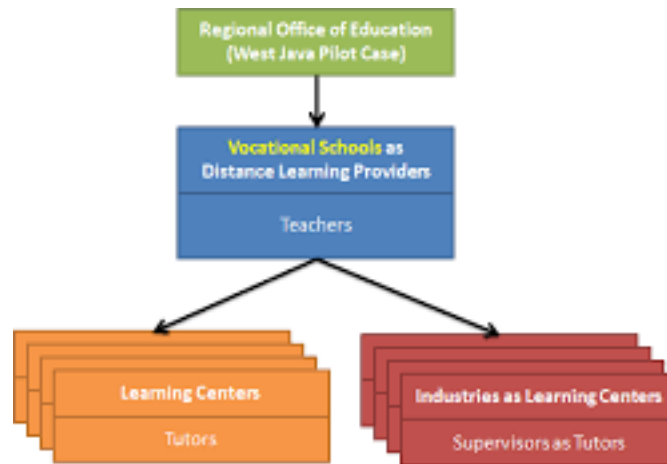 Regional Office of Education
(West Java Pilot Case)
Vocational Schools as
Distance Learning Providers
Teachers
Learning Centers
Tutors
Industries as Learning Centers
Supervisors as Tutors